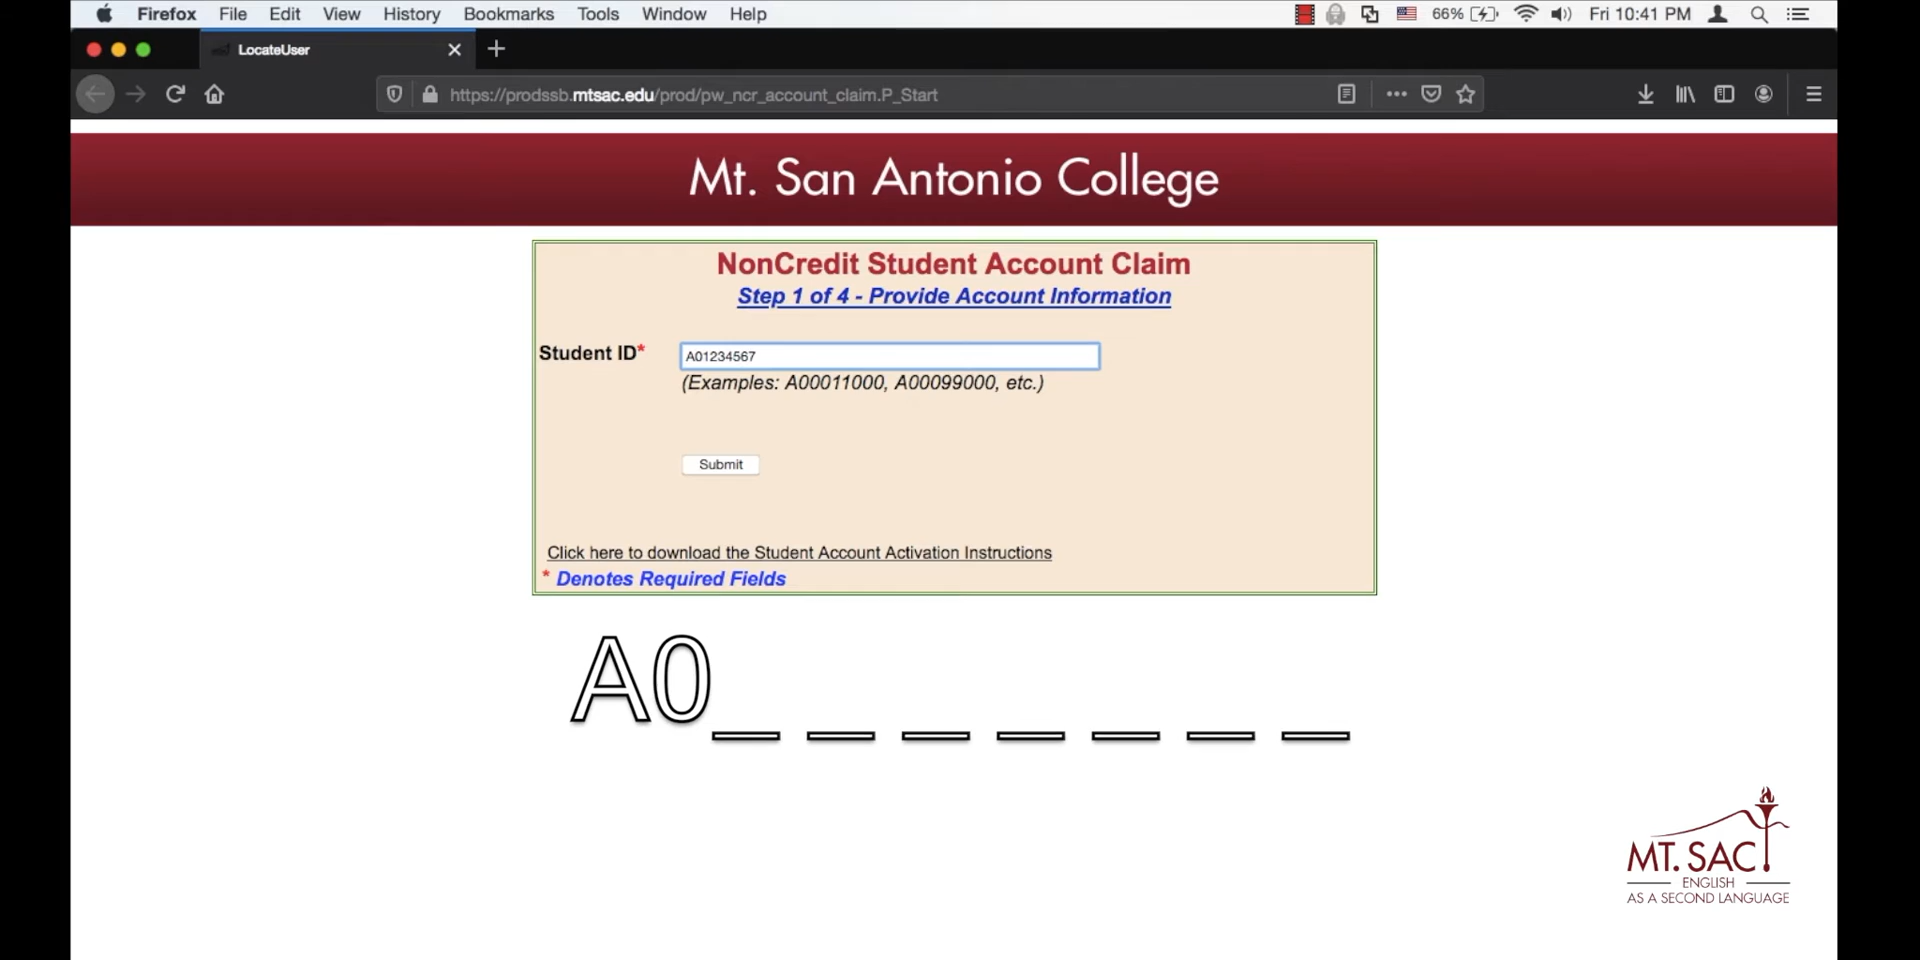 Firefox File Edit View History Bookmarks Tools Window Help 66% Fri 10:41 PM
LocateUser
https://prodssb.mtsac.edu/prod/pw_ncr_account_claim.P_Start
Mt. San Antonio College
NonCredit Student Account Claim
Step 1 of 4 - Provide Account Information
Student ID* A01234567
(Examples: A00011000, A00099000, etc.)
Submit
Click here to download the Student Account Activation Instructions
* Denotes Required Fields
A0_ _ _ _ _ _ _
MT. SAC
ENGLISH
AS A SECOND LANGUAGE